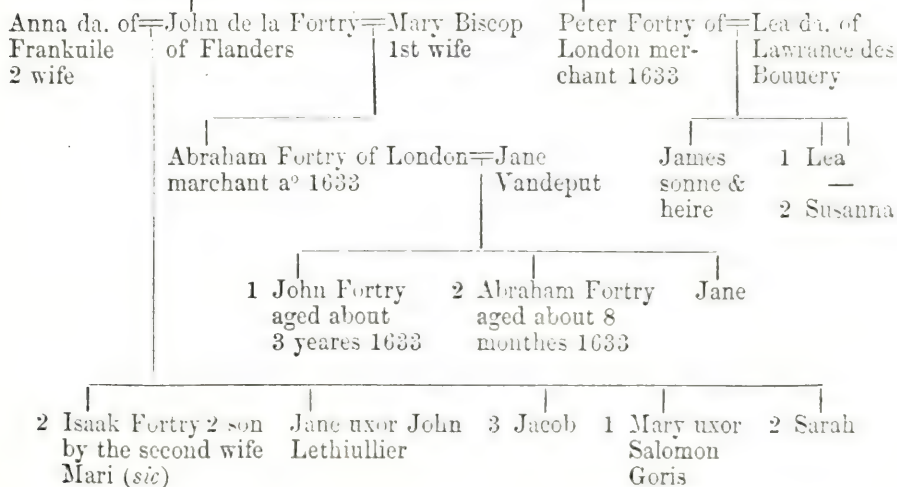 Anna da. of=John de la Fortry=Mary Biscop
Frankuile of Flanders 1st wife
2 wife
Peter Fortry of=Lea da. of
London mer- Lawrance des
chant 1633 Bouuery
Abraham Fortry of London=Jane
marchant aº 1633 Vandeput
James
sonne &
heire
1 Lea
—
2 Susanna
1 John Fortry
aged about
3 yeares 1633
2 Abraham Fortry
aged about 8
monthes 1633
Jane
2 Isaak Fortry 2 son
by the second wife
Mari (sic)
Jane uxor John
Lethiullier
3 Jacob
1 Mary uxor
Salomon
Goris
2 Sarah